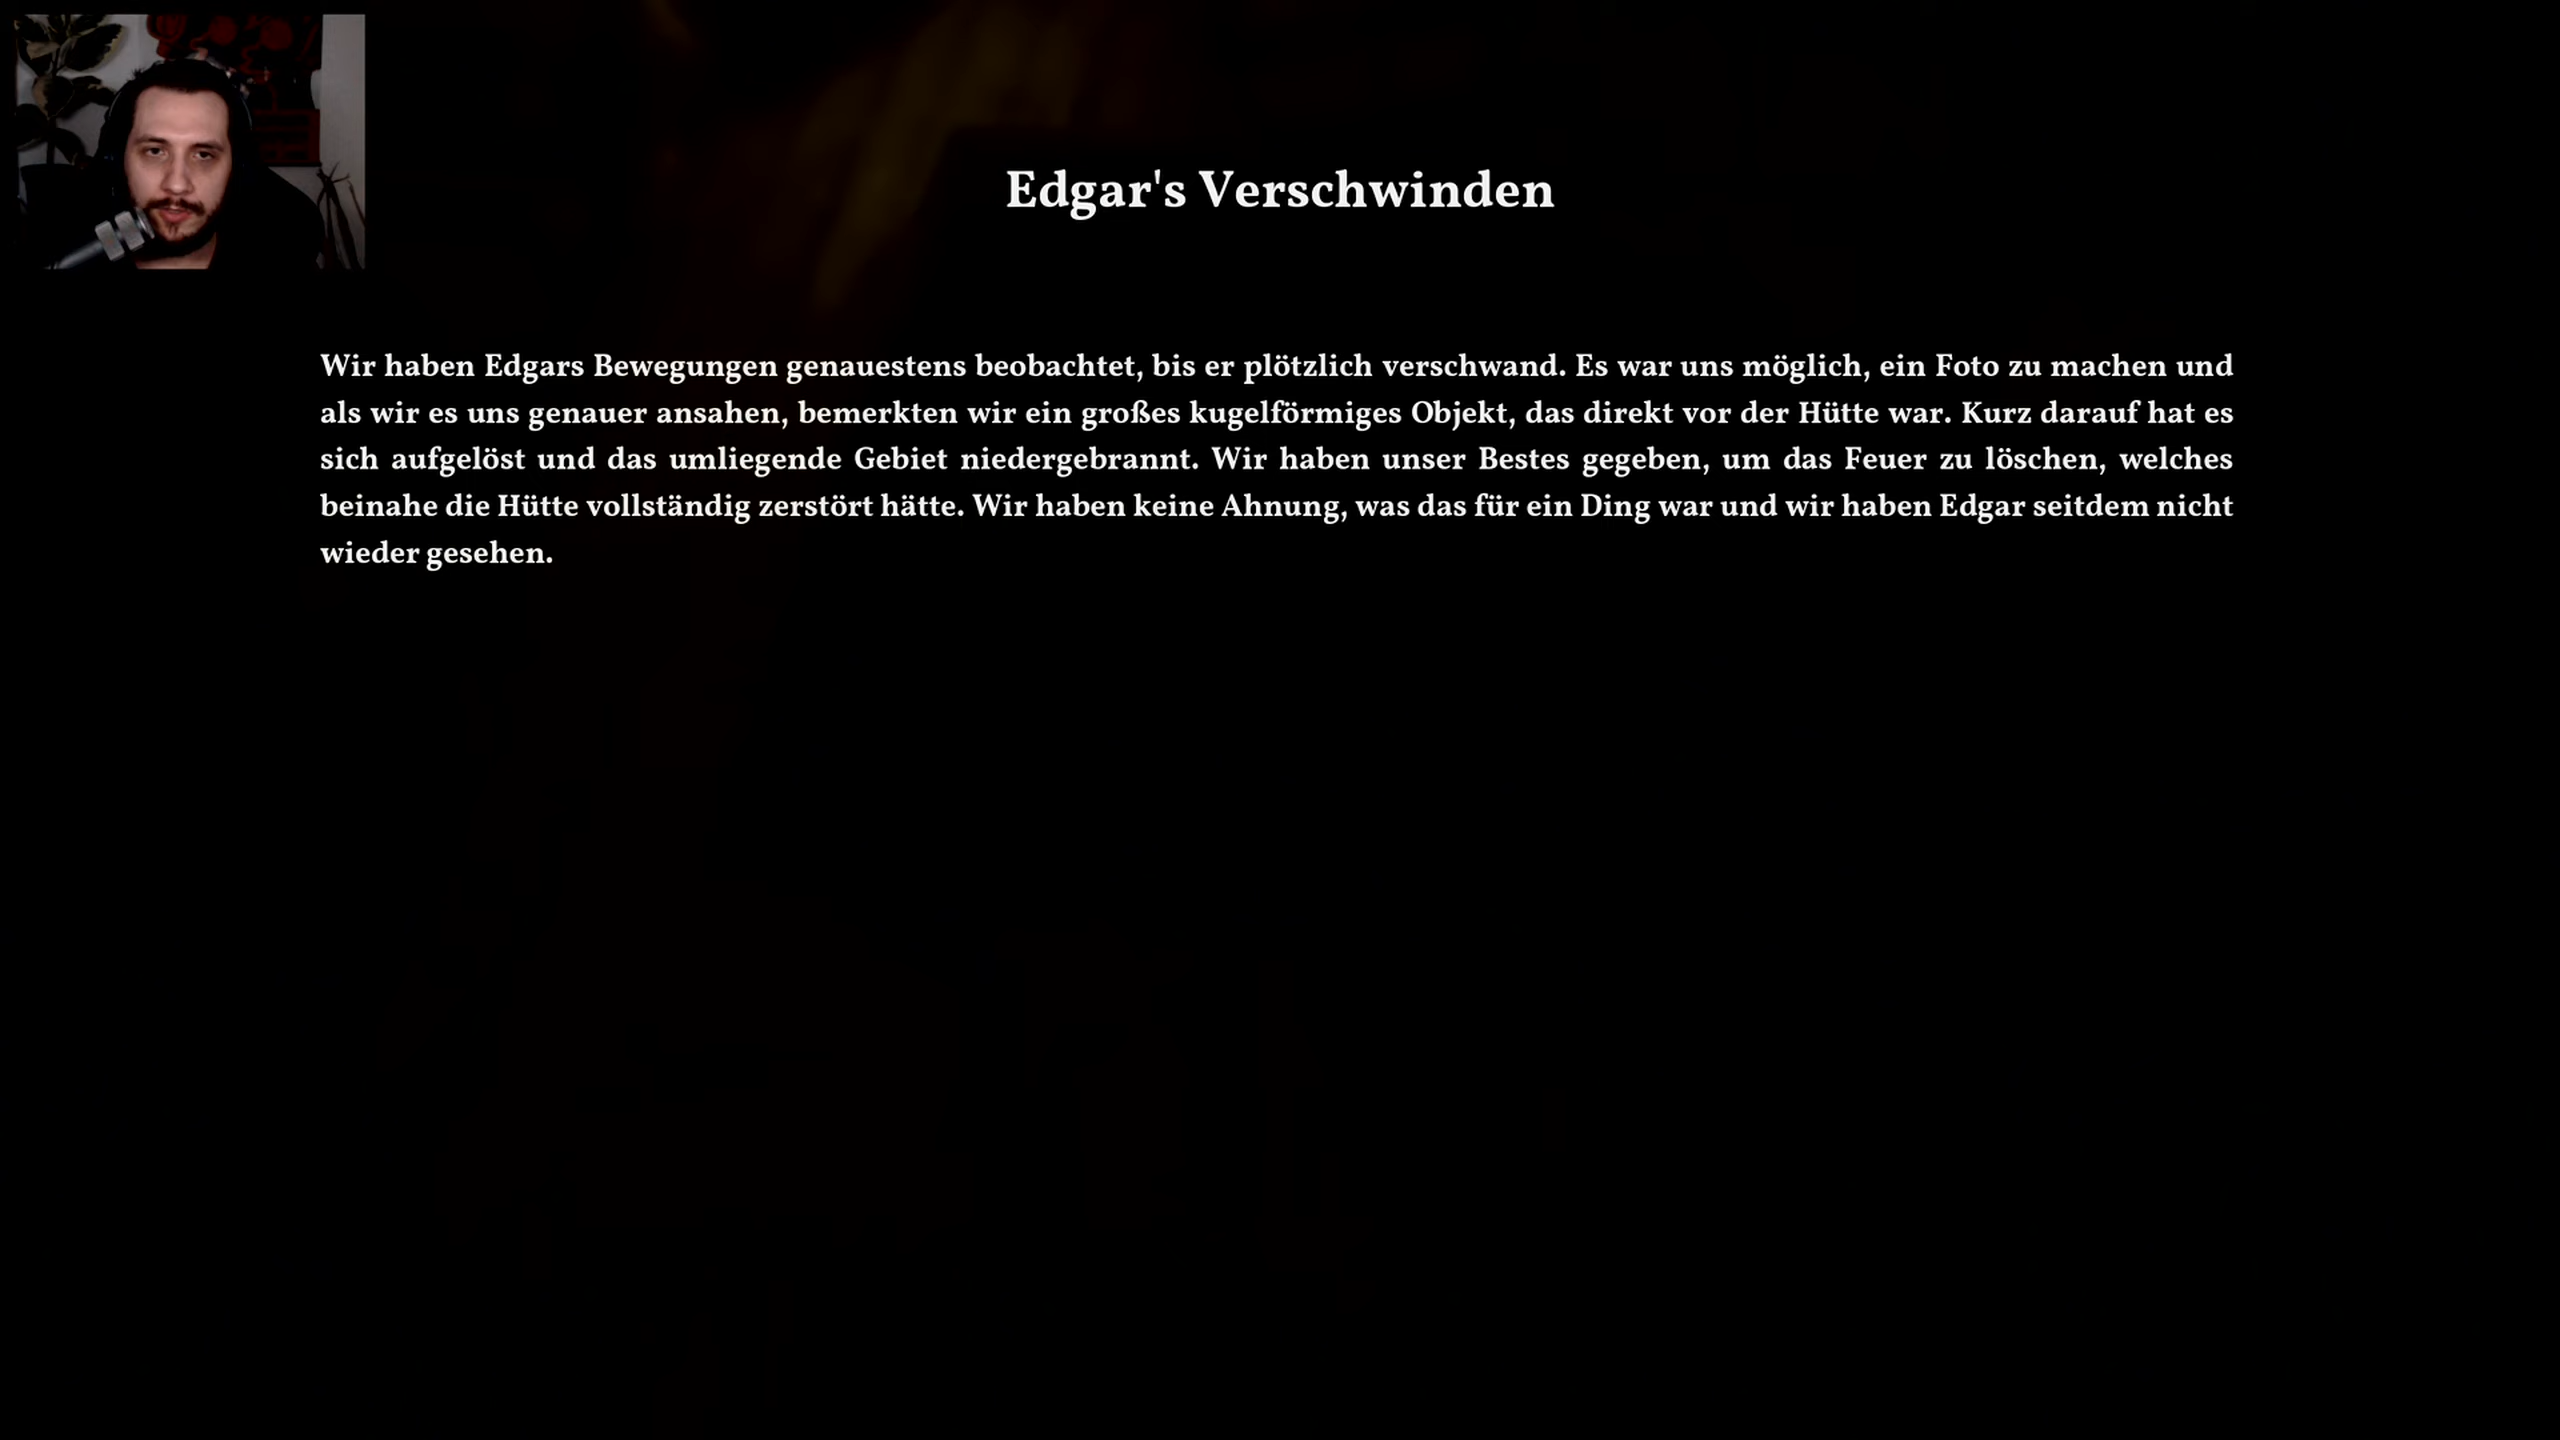 Edgar's Verschwinden
Wir haben Edgars Bewegungen genauestens beobachtet, bis er plötzlich verschwand. Es war uns möglich, ein Foto zu machen und
als wir es uns genauer ansahen, bemerkten wir ein großes kugelförmiges Objekt, das direkt vor der Hütte war. Kurz darauf hat es
sich aufgelöst und das umliegende Gebiet niedergebrannt. Wir haben unser Bestes gegeben, um das Feuer zu löschen, welches
beinahe die Hütte vollständig zerstört hätte. Wir haben keine Ahnung, was das für ein Ding war und wir haben Edgar seitdem nicht
wieder gesehen.